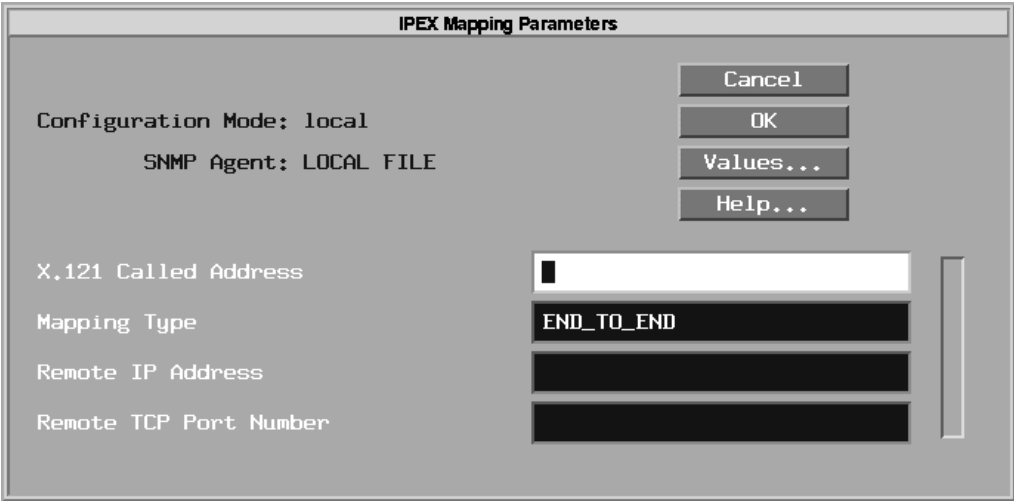 IPEX Mapping Parameters
Cancel
Configuration Mode: local
OK
SNMP Agent: LOCAL FILE
Values...
Help...
X.121 Called Address
Mapping Type
END_TO_END
Remote IP Address
Remote TCP Port Number